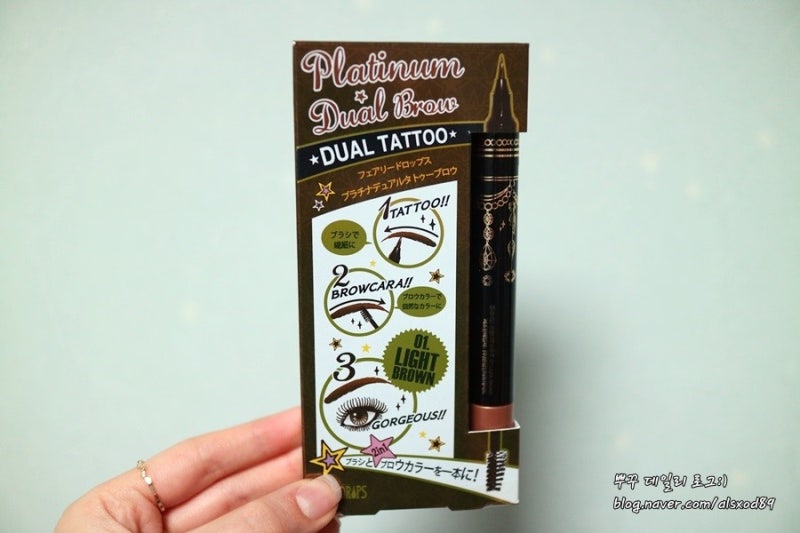 Platinum
Dual Brow
DUAL TATTOO
フェアリードロップス
プラチナデュアルタトゥーブロウ
1 TATTOO!!
ブラシで
繊細に
2
BROWCARA!!
ブロウカラーで
自然なカラーに
3
01.
LIGHT
BROWN
GORGEOUS!!
2in1
ブラシとブロウカラーを一本に!
DROPS
뿌꾸 데일리 로그:)
blog.naver.com/alsxod89